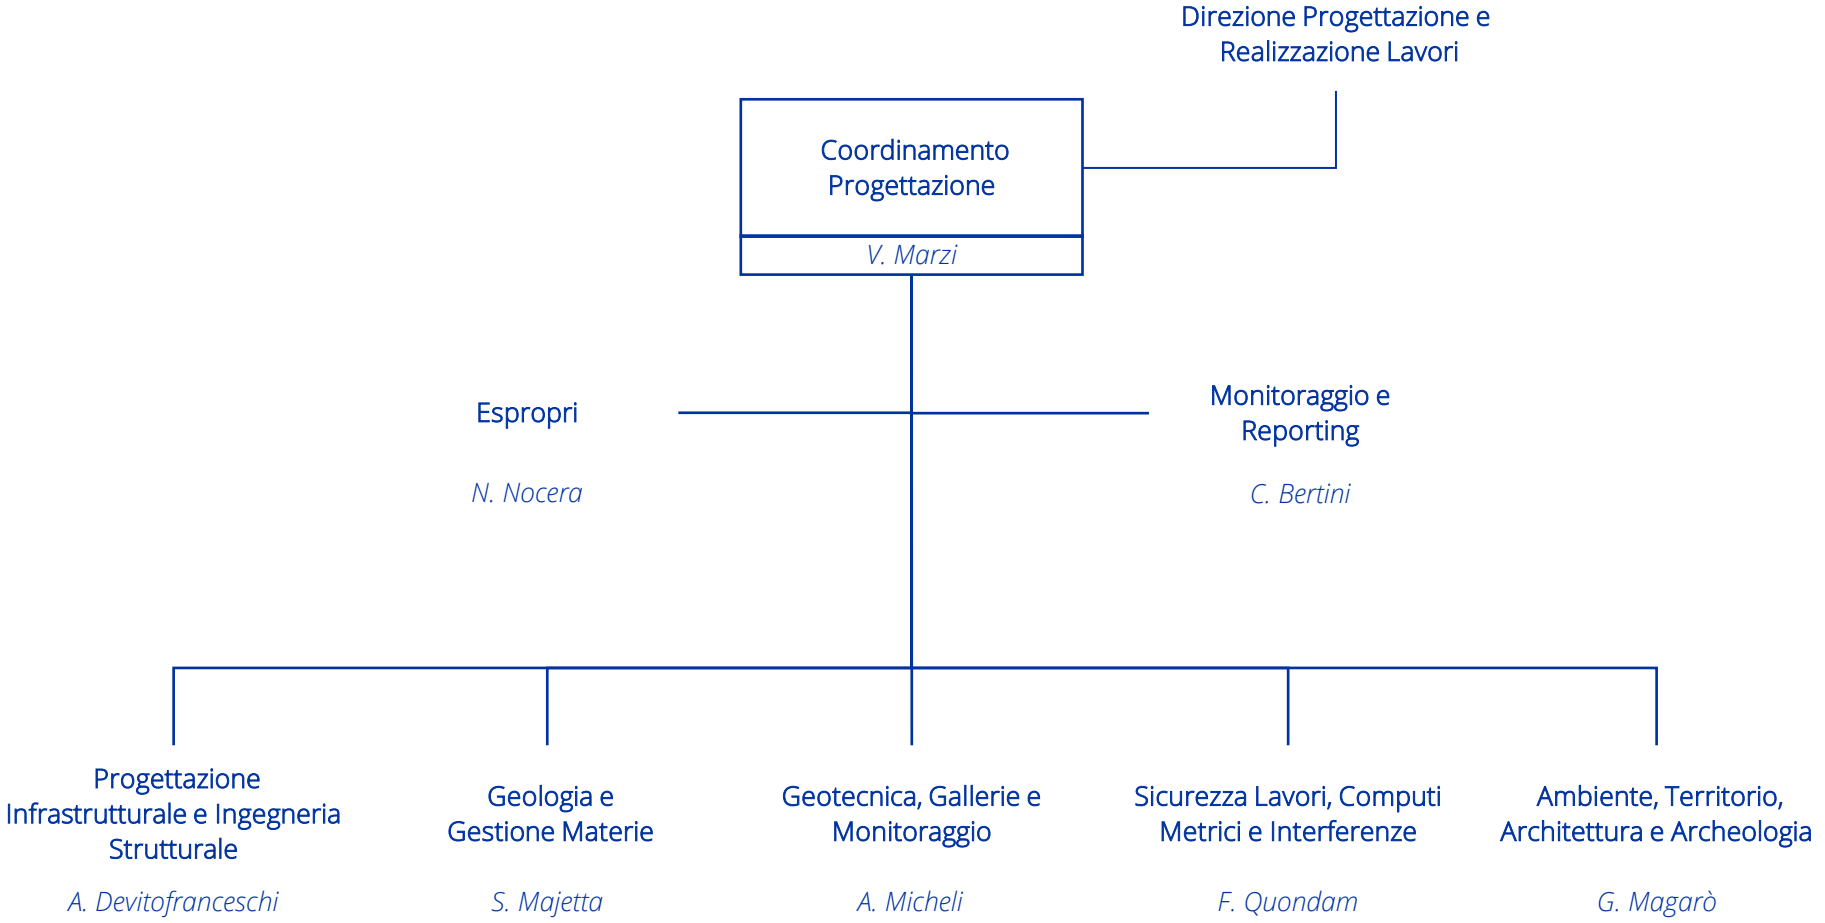 Direzione Progettazione e
Realizzazione Lavori
Coordinamento
Progettazione
V. Marzi
Espropri
N. Nocera
Monitoraggio e
Reporting
C. Bertini
Progettazione
Infrastrutturale e Ingegneria
Strutturale
A. Devitofranceschi
Geologia e
Gestione Materie
S. Majetta
Geotecnica, Gallerie e
Monitoraggio
A. Micheli
Sicurezza Lavori, Computi
Metrici e Interferenze
F. Quondam
Ambiente, Territorio,
Architettura e Archeologia
G. Magarò